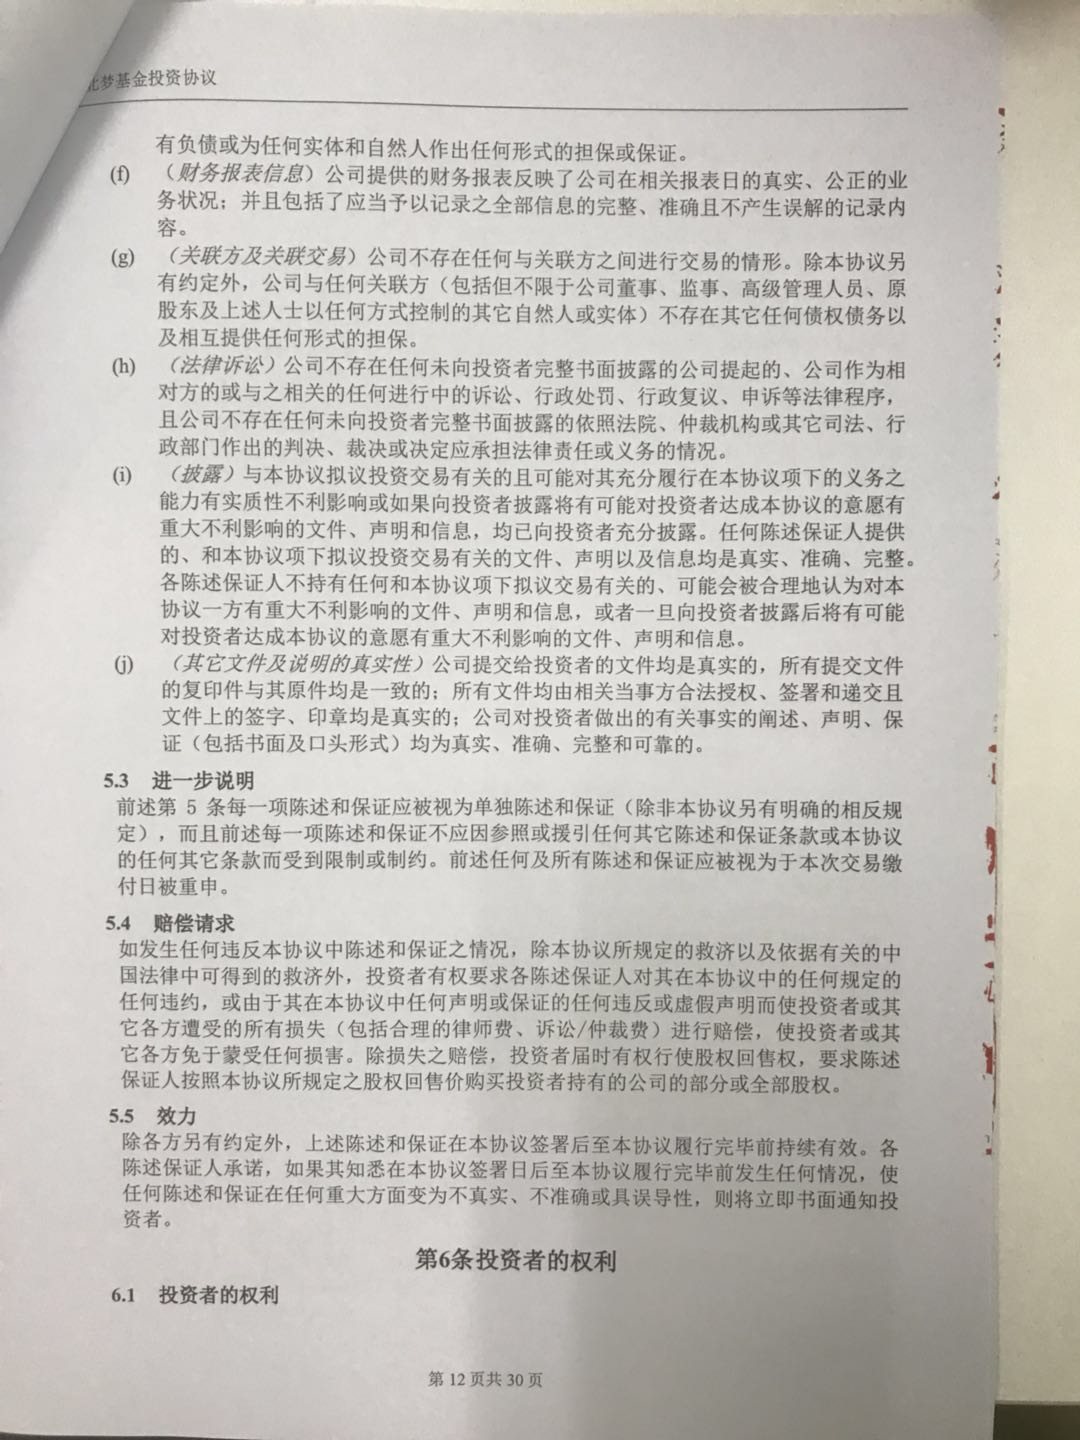 北梦基金投资协议
有负债或为任何实体和自然人作出任何形式的担保或保证。
(f) （财务报表信息）公司提供的财务报表反映了公司在相关报表日的真实、公正的业
务状况；并且包括了应当予以记录之全部信息的完整、准确且不产生误解的记录内
容。
(g) （关联方及关联交易）公司不存在任何与关联方之间进行交易的情形。除本协议另
有约定外，公司与任何关联方（包括但不限于公司董事、监事、高级管理人员、原
股东及上述人士以任何方式控制的其它自然人或实体）不存在其它任何债权债务以
及相互提供任何形式的担保。
(h) （法律诉讼）公司不存在任何未向投资者完整书面披露的公司提起的、公司作为相
对方的或与之相关的任何进行中的诉讼、行政处罚、行政复议、申诉等法律程序，
且公司不存在任何未向投资者完整书面披露的依照法院、仲裁机构或其它司法、行
政部门作出的判决、裁决或决定应承担法律责任或义务的情况。
(i) （披露）与本协议拟议投资交易有关的且可能对其充分履行在本协议项下的义务之
能力有实质性不利影响或如果向投资者披露将有可能对投资者达成本协议的意愿有
重大不利影响的文件、声明和信息，均已向投资者充分披露。任何陈述保证人提供
的、和本协议项下拟议投资交易有关的文件、声明以及信息均是真实、准确、完整。
各陈述保证人不持有任何和本协议项下拟议交易有关的、可能会被合理地认为对本
协议一方有重大不利影响的文件、声明和信息，或者一旦向投资者披露后将有可能
对投资者达成本协议的意愿有重大不利影响的文件、声明和信息。
(j) （其它文件及说明的真实性）公司提交给投资者的文件均是真实的，所有提交文件
的复印件与其原件均是一致的；所有文件均由相关当事方合法授权、签署和递交且
文件上的签字、印章均是真实的；公司对投资者做出的有关事实的阐述、声明、保
证（包括书面及口头形式）均为真实、准确、完整和可靠的。
5.3 进一步说明
前述第 5 条每一项陈述和保证应被视为单独陈述和保证（除非本协议另有明确的相反规
定），而且前述每一项陈述和保证不应因参照或援引任何其它陈述和保证条款或本协议
的任何其它条款而受到限制或制约。前述任何及所有陈述和保证应被视为于本次交易缴
付日被重申。
5.4 赔偿请求
如发生任何违反本协议中陈述和保证之情况，除本协议所规定的救济以及依据有关的中
国法律中可得到的救济外，投资者有权要求各陈述保证人对其在本协议中的任何规定的
任何违约，或由于其在本协议中任何声明或保证的任何违反或虚假声明而使投资者或其
它各方遭受的所有损失（包括合理的律师费、诉讼/仲裁费）进行赔偿，使投资者或其
它各方免于蒙受任何损害。除损失之赔偿，投资者届时有权行使股权回售权，要求陈述
保证人按照本协议所规定之股权回售价购买投资者持有的公司的部分或全部股权。
5.5 效力
除各方另有约定外，上述陈述和保证在本协议签署后至本协议履行完毕前持续有效。各
陈述保证人承诺，如果其知悉在本协议签署日后至本协议履行完毕前发生任何情况，使
任何陈述和保证在任何重大方面变为不真实、不准确或具误导性，则将立即书面通知投
资者。
第6条投资者的权利
6.1 投资者的权利
第 12 页共 30 页